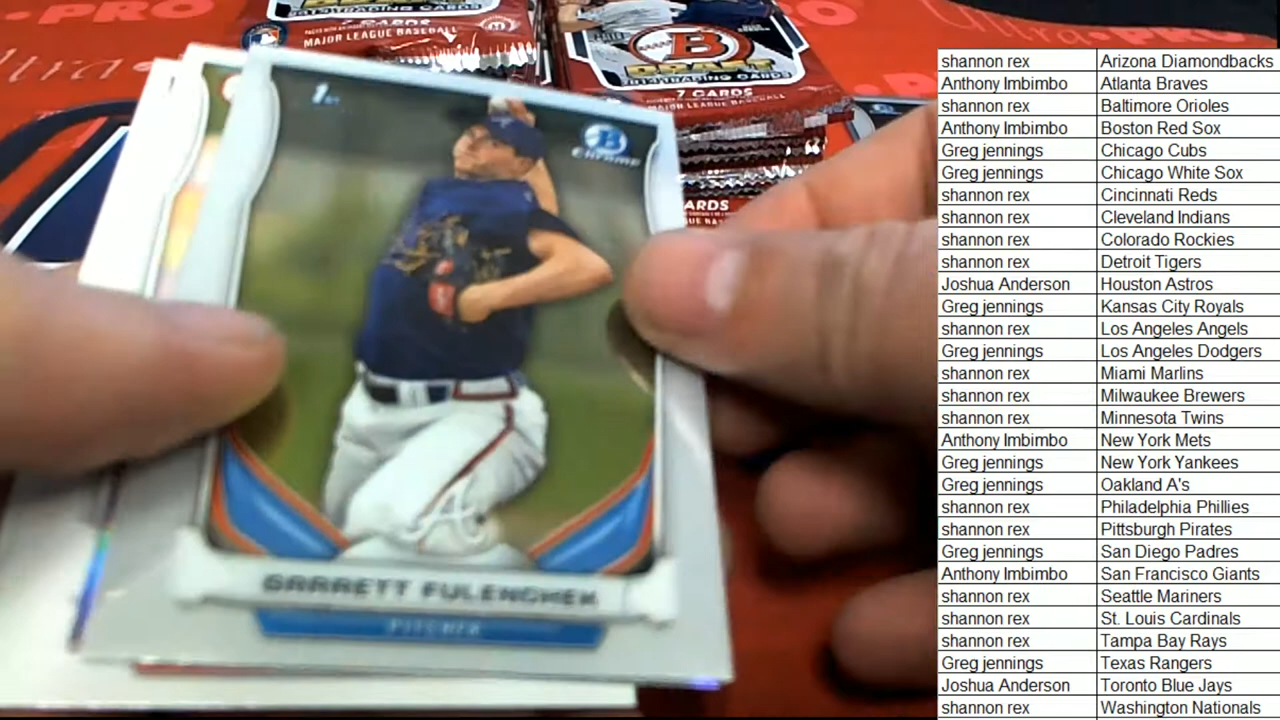 PRO
7 CARDS
MAJOR LEAGUE BASEBALL
B
DRAFT
2014 TRADING CARDS
7 CARDS
MAJOR LEAGUE BASEBALL
ARDS
1st
B
Chrome
A
GARRETT FULENCHEK
PITCHER
shannon rex Arizona Diamondbacks
Anthony Imbimbo Atlanta Braves
shannon rex Baltimore Orioles
Anthony Imbimbo Boston Red Sox
Greg jennings Chicago Cubs
Greg jennings Chicago White Sox
shannon rex Cincinnati Reds
shannon rex Cleveland Indians
shannon rex Colorado Rockies
shannon rex Detroit Tigers
Joshua Anderson Houston Astros
Greg jennings Kansas City Royals
shannon rex Los Angeles Angels
Greg jennings Los Angeles Dodgers
shannon rex Miami Marlins
shannon rex Milwaukee Brewers
shannon rex Minnesota Twins
Anthony Imbimbo New York Mets
Greg jennings New York Yankees
Greg jennings Oakland A's
shannon rex Philadelphia Phillies
shannon rex Pittsburgh Pirates
Greg jennings San Diego Padres
Anthony Imbimbo San Francisco Giants
shannon rex Seattle Mariners
shannon rex St. Louis Cardinals
shannon rex Tampa Bay Rays
Greg jennings Texas Rangers
Joshua Anderson Toronto Blue Jays
shannon rex Washington Nationals